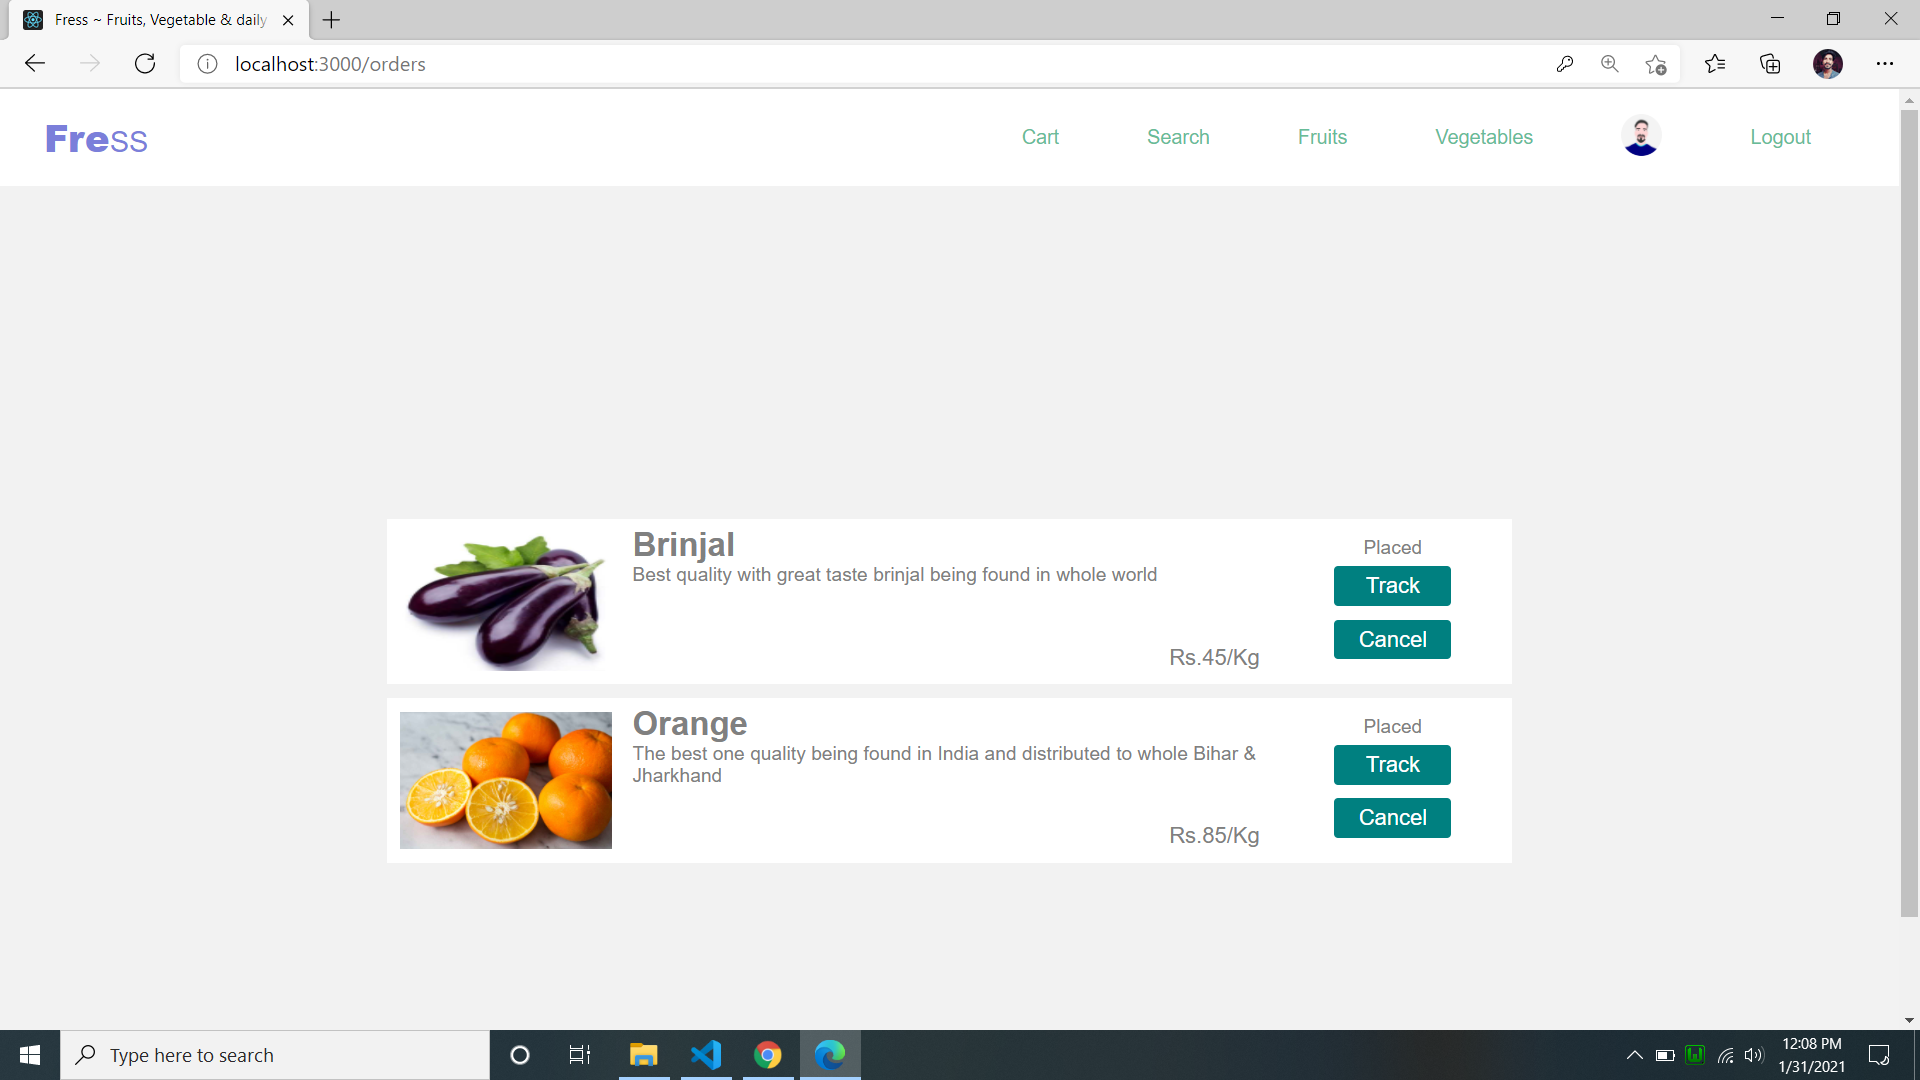 Fress ~ Fruits, Vegetable & daily
localhost:3000/orders
Fress
Cart
Search
Fruits
Vegetables
Logout
Brinjal
Best quality with great taste brinjal being found in whole world
Rs.45/Kg
Placed
Track
Cancel
Orange
The best one quality being found in India and distributed to whole Bihar &
Jharkhand
Rs.85/Kg
Placed
Track
Cancel
Type here to search
12:08 PM
1/31/2021